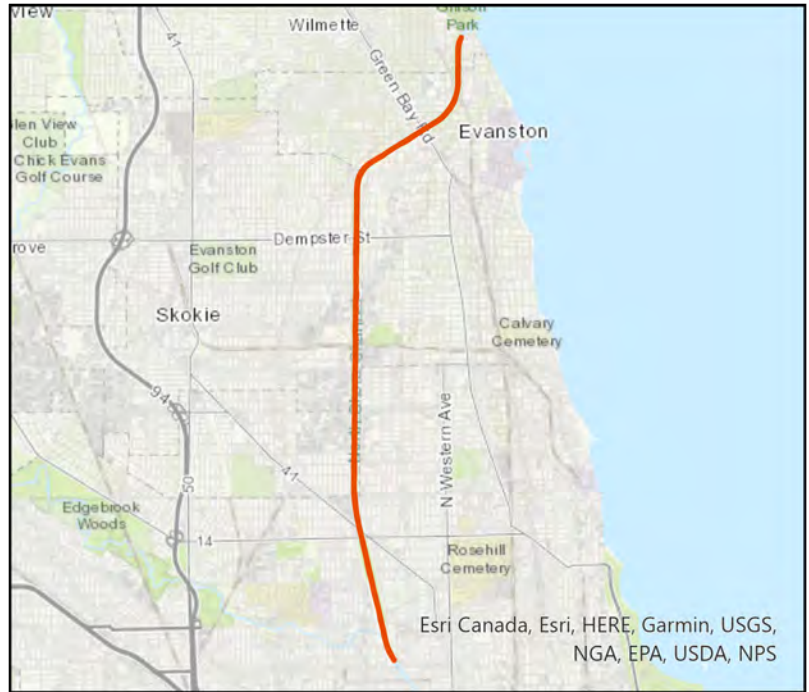 view
41
Wilmette
Gillson
Park
Green Bay Rd
Evanston
Glen View
Club
Chick Evans
Golf Course
rove
Dempster St
Evanston
Golf Club
Skokie
Calvary
Cemetery
94
N Western Ave
41
50
Edgebrook
Woods
14
Rosehill
Cemetery
Esri Canada, Esri, HERE, Garmin, USGS,
NGA, EPA, USDA, NPS